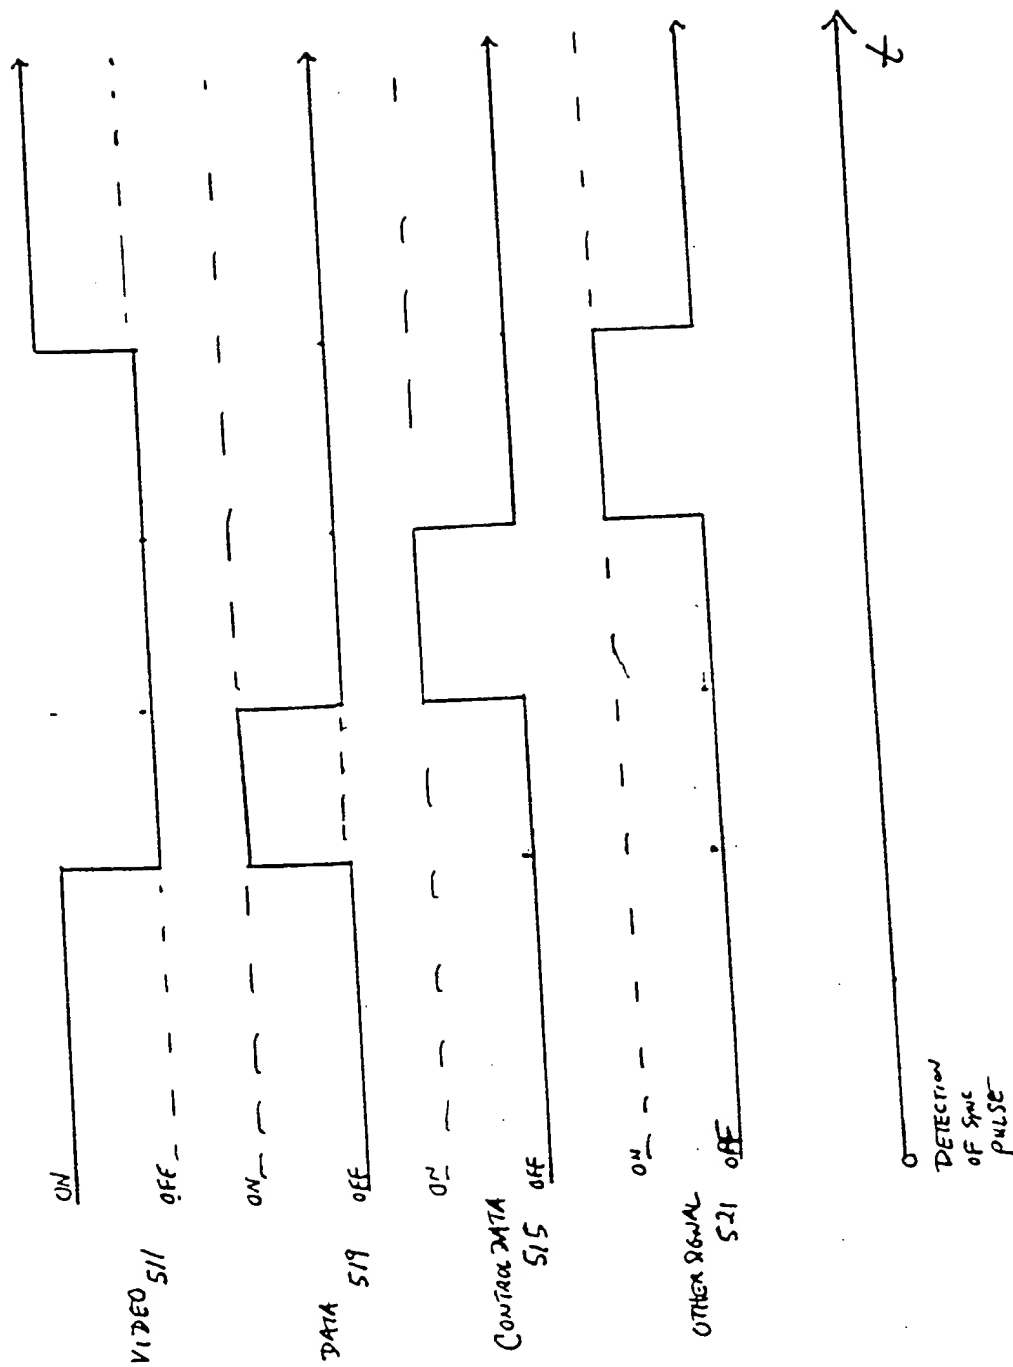 VIDEO 511
ON
OFF
DATA 519
ON
OFF
CONTROL DATA
515
ON
OFF
OTHER SIGNAL
521
ON
OFF
O
DETECTION
OF SYNC
PULSE
t